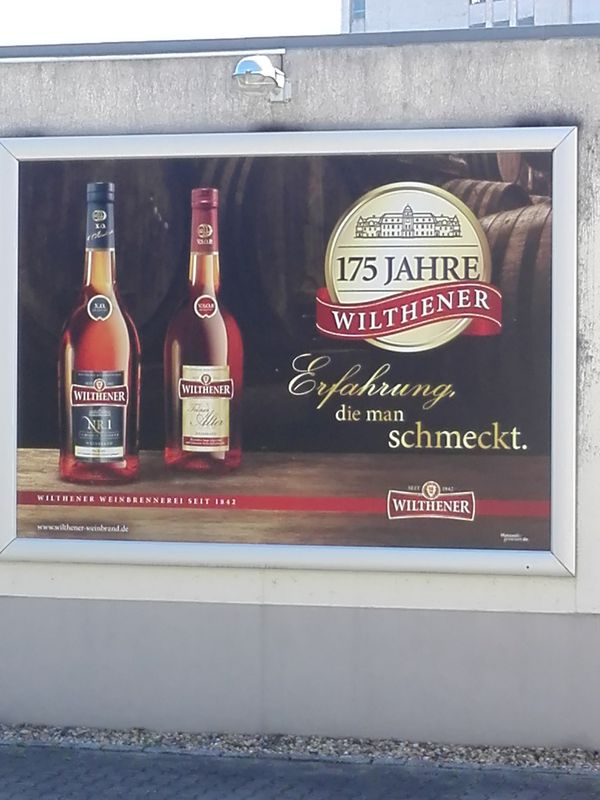 X.O.
V.S.O.P.
X.O.
V.S.O.P.
WILTHENER
NR.1
WILTHENER
Feiner Alter
175 JAHRE
WILTHENER
Erfahrung,
die man
schmeckt.
WILTHENER WEINBRENNEREI SEIT 1842
SEIT 1842
WILTHENER
www.wilthener-weinbrand.de